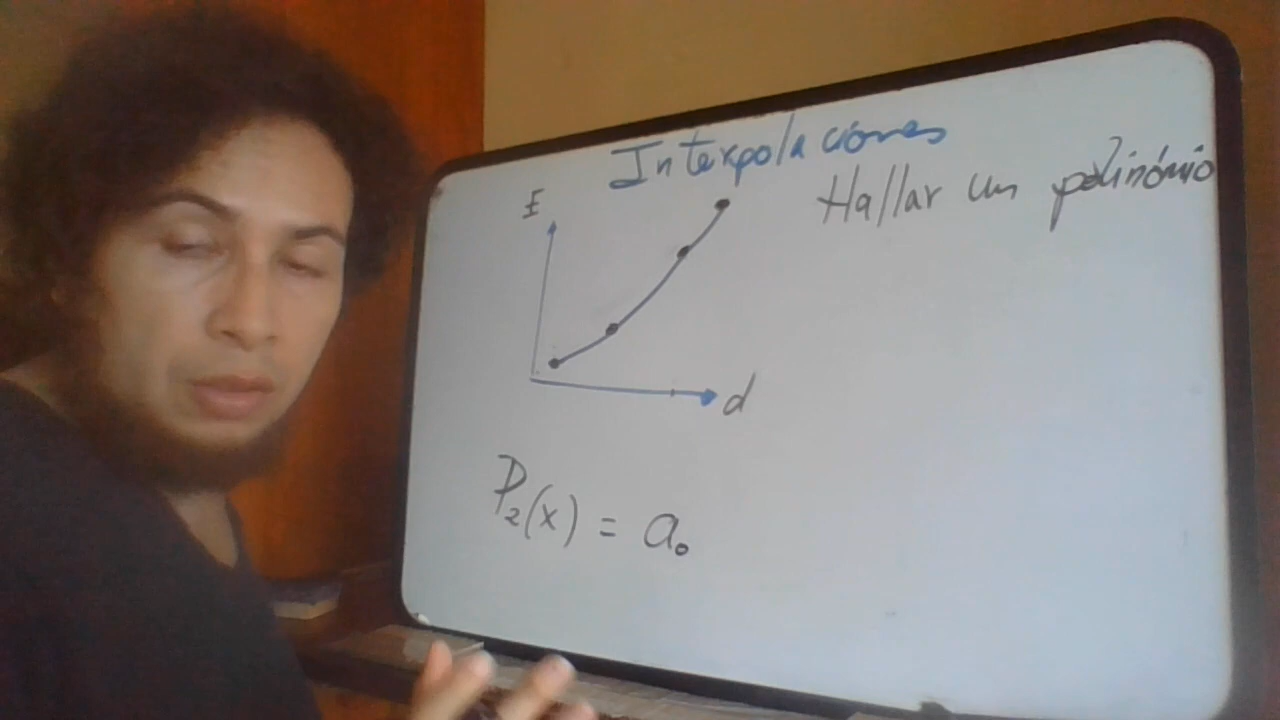 Interpolaciones
Hallar un polinómio
E
d
P₂(x) = a₀